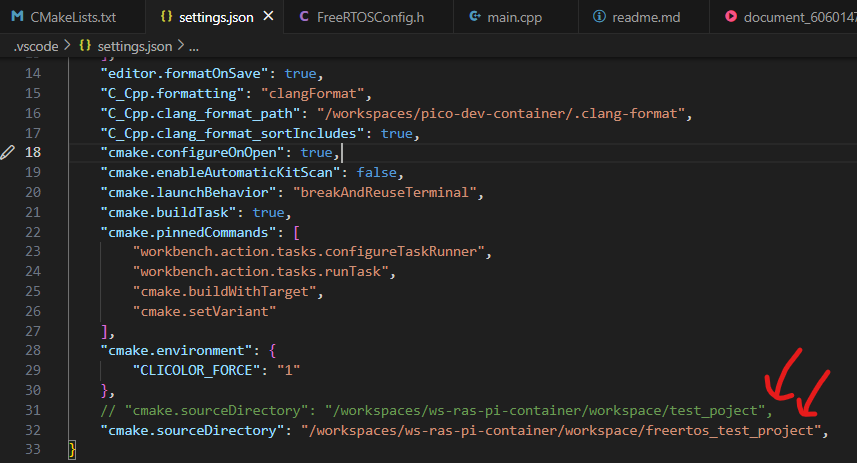 CMakeLists.txt
settings.json
FreeRTOSConfig.h
main.cpp
readme.md
document_6060147
.vscode > settings.json > ...
14 "editor.formatOnSave": true,
15 "C_Cpp.formatting": "clangFormat",
16 "C_Cpp.clang_format_path": "/workspaces/pico-dev-container/.clang-format",
17 "C_Cpp.clang_format_sortIncludes": true,
18 "cmake.configureOnOpen": true,
19 "cmake.enableAutomaticKitScan": false,
20 "cmake.launchBehavior": "breakAndReuseTerminal",
21 "cmake.buildTask": true,
22 "cmake.pinnedCommands": [
23 "workbench.action.tasks.configureTaskRunner",
24 "workbench.action.tasks.runTask",
25 "cmake.buildWithTarget",
26 "cmake.setVariant"
27 ],
28 "cmake.environment": {
29 "CLICOLOR_FORCE": "1"
30 },
31 // "cmake.sourceDirectory": "/workspaces/ws-ras-pi-container/workspace/test_poject",
32 "cmake.sourceDirectory": "/workspaces/ws-ras-pi-container/workspace/freertos_test_project",
33 }